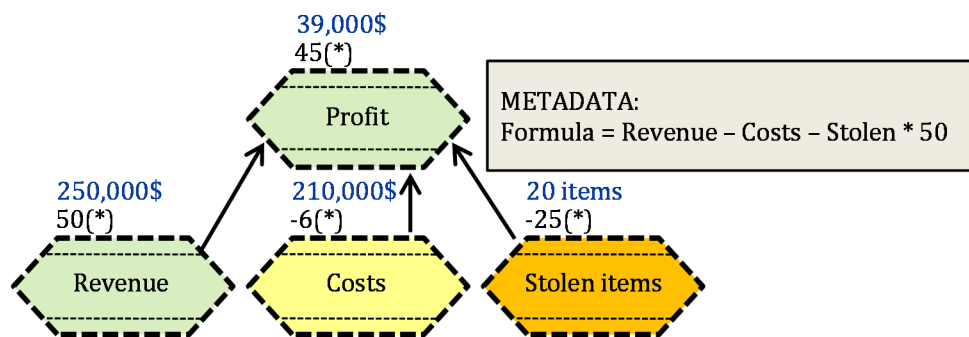 39,000$
45(*)
Profit
METADATA:
Formula = Revenue – Costs – Stolen * 50
250,000$
50(*)
210,000$
-6(*)
20 items
-25(*)
Revenue
Costs
Stolen items